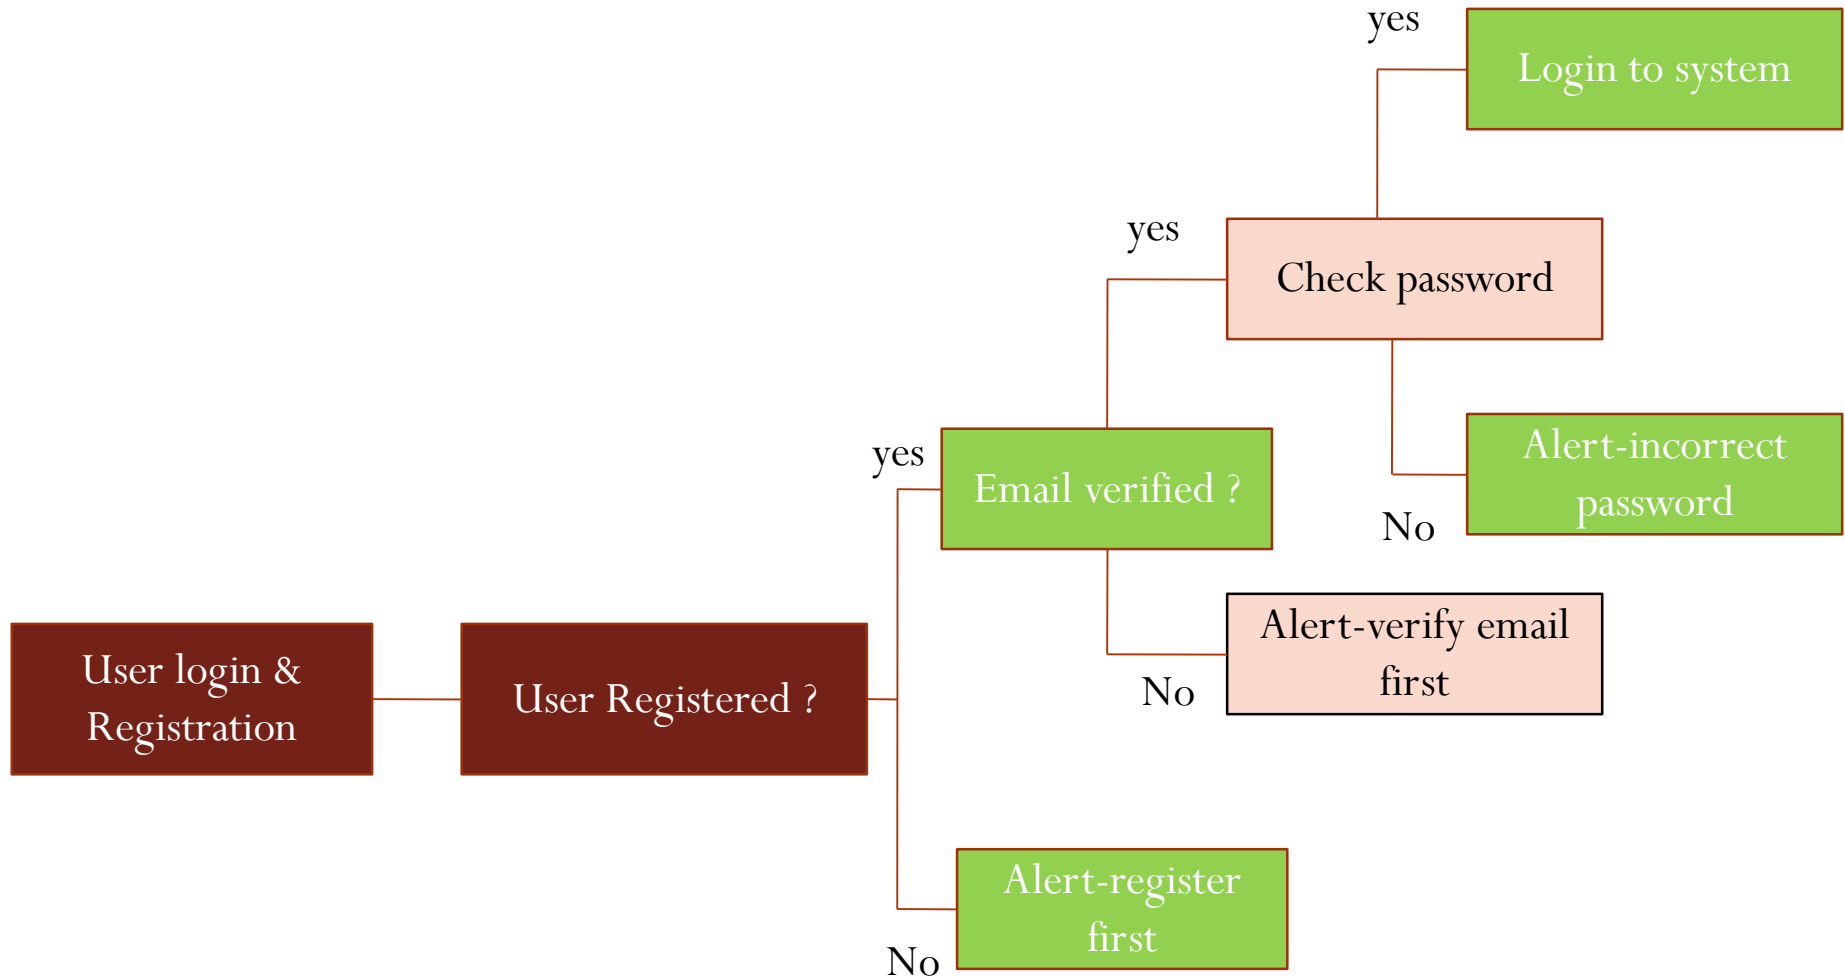 yes
Login to system
yes
Check password
yes
Email verified ?
Alert-incorrect
password
No
User login &
Registration
User Registered ?
Alert-verify email
first
No
Alert-register
first
No